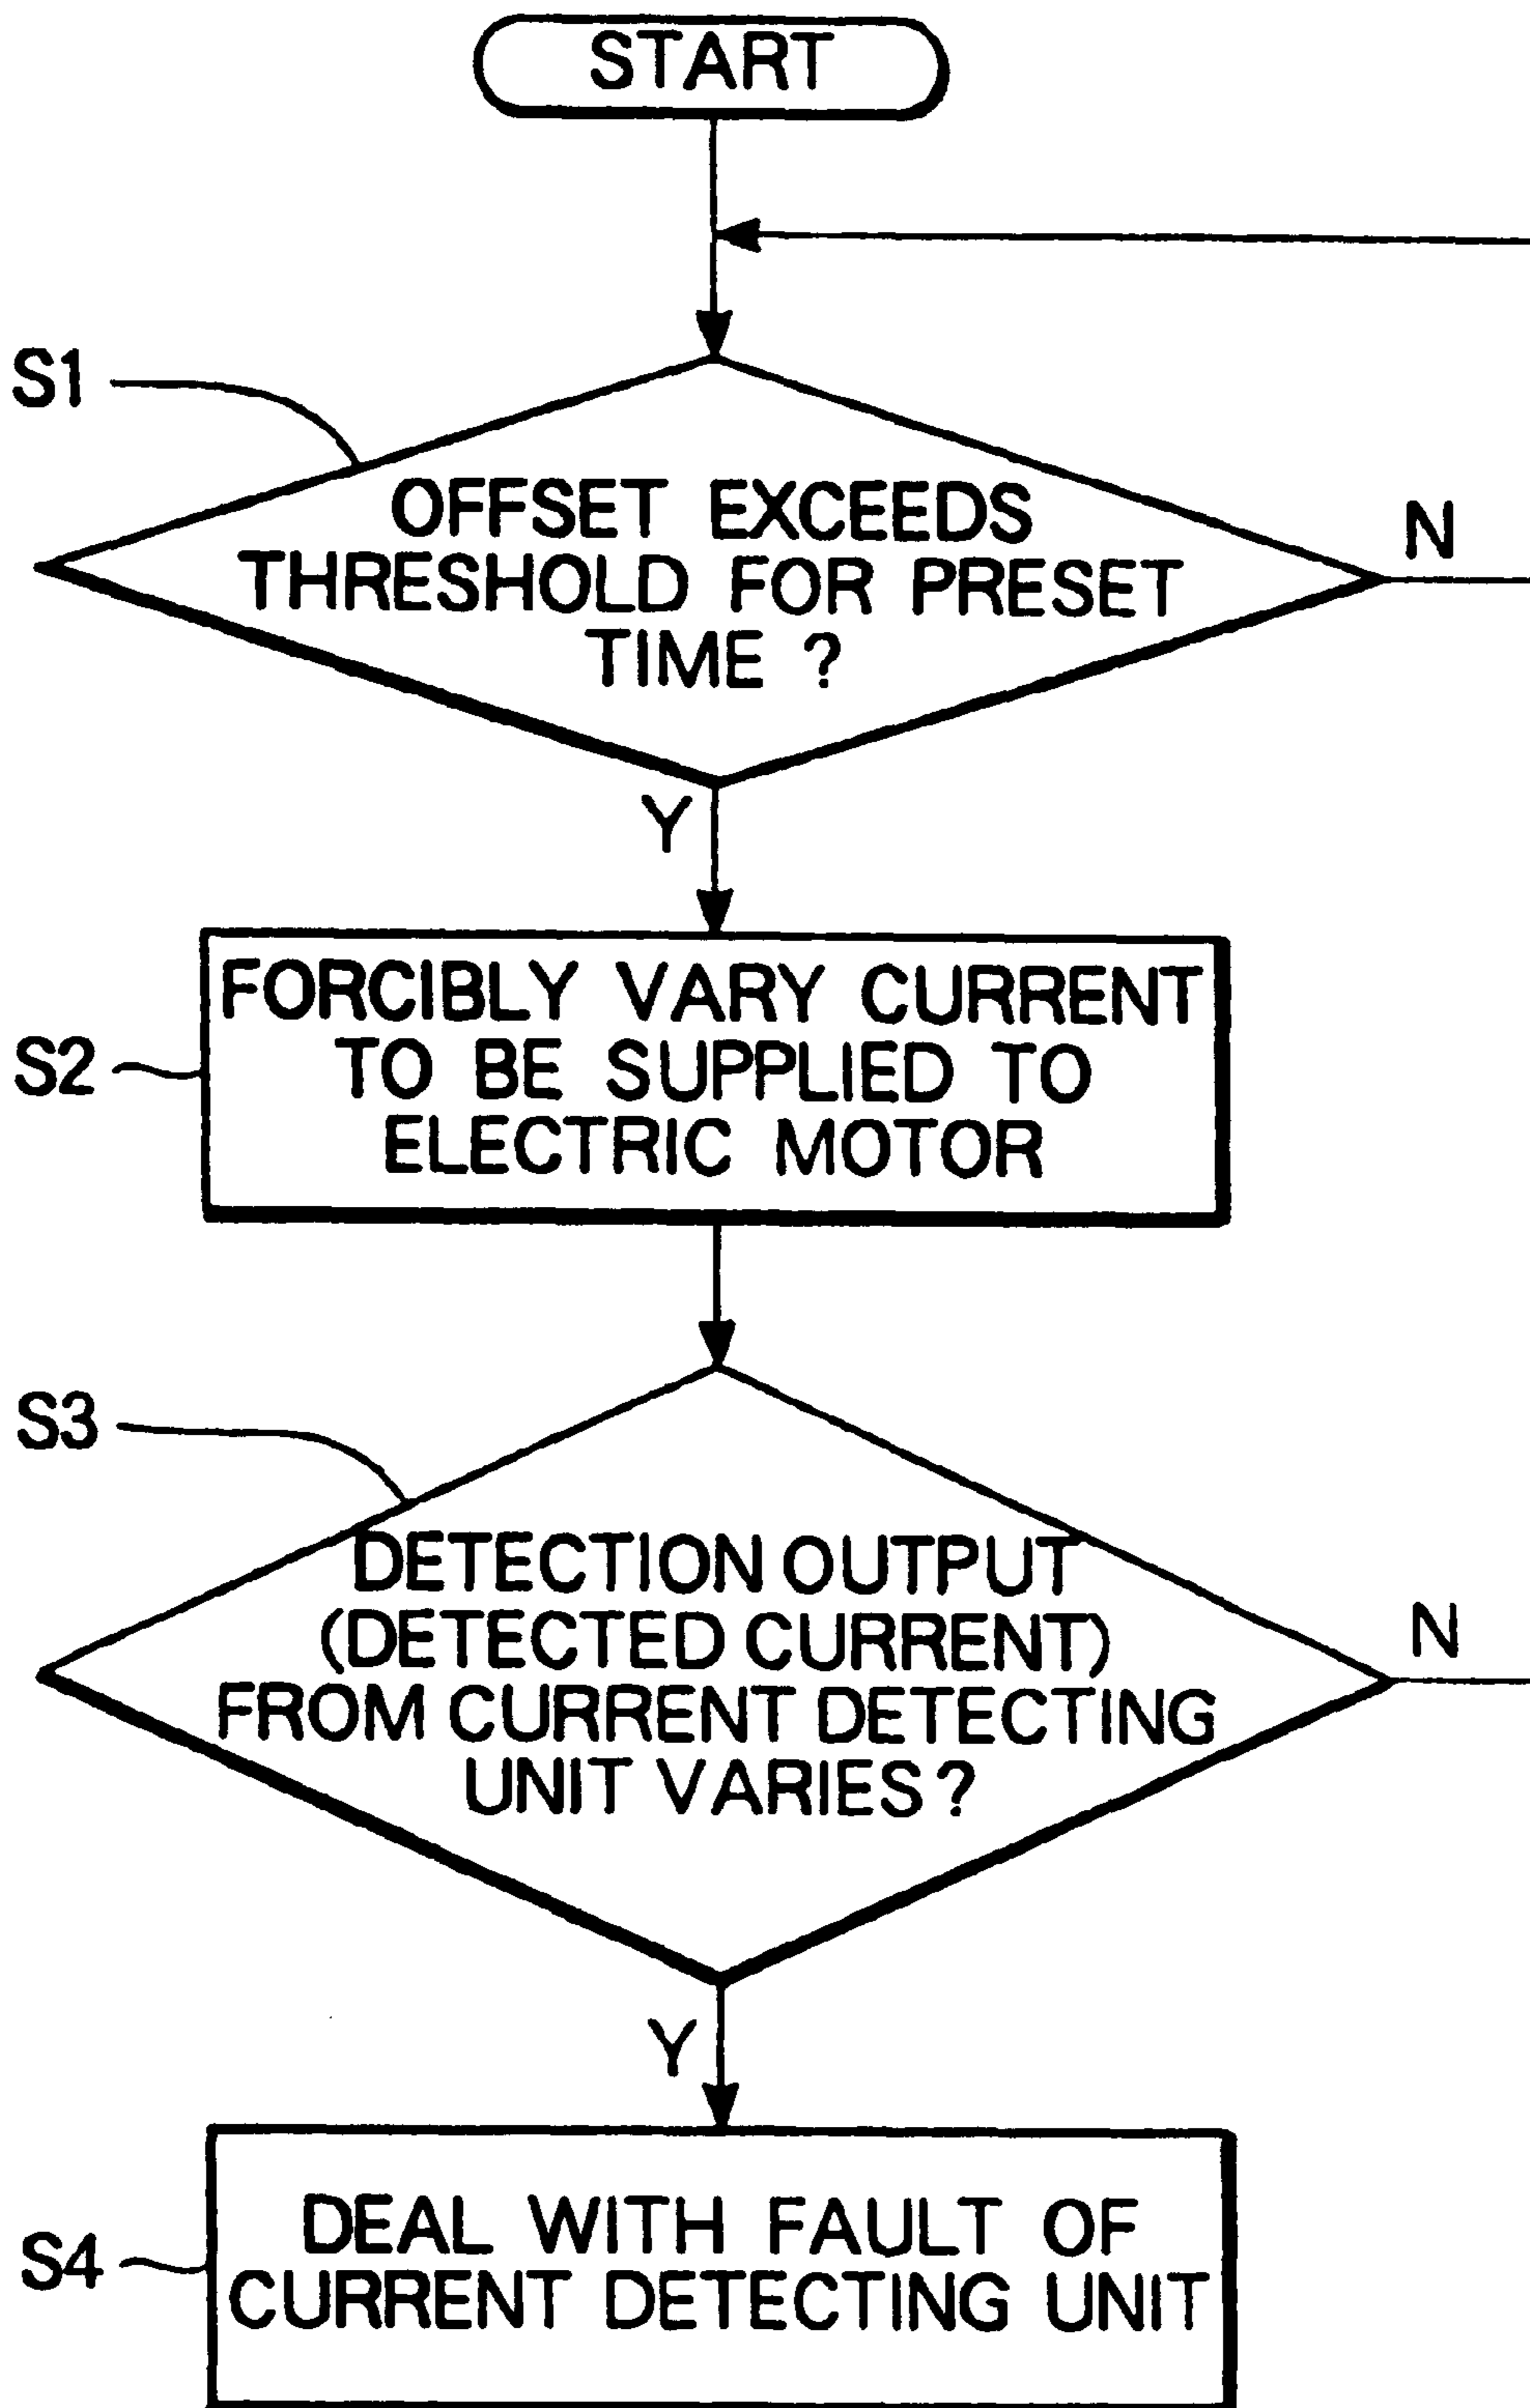 START
S1
OFFSET EXCEEDS
THRESHOLD FOR PRESET
TIME ?
N
Y
S2
FORCIBLY VARY CURRENT
TO BE SUPPLIED TO
ELECTRIC MOTOR
S3
DETECTION OUTPUT
(DETECTED CURRENT)
FROM CURRENT DETECTING
UNIT VARIES ?
N
Y
S4
DEAL WITH FAULT OF
CURRENT DETECTING UNIT